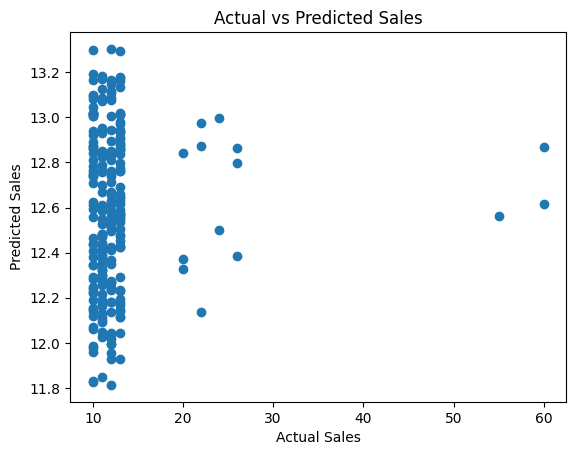 Actual vs Predicted Sales
Predicted Sales
13.2
13.0
12.8
12.6
12.4
12.2
12.0
11.8
10 20 30 40 50 60
Actual Sales